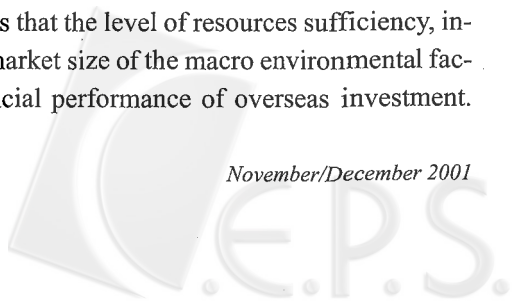 s that the level of resources sufficiency, in-
market size of the macro environmental fac-
cial performance of overseas investment.
November/December 2001
C.E.P.S.